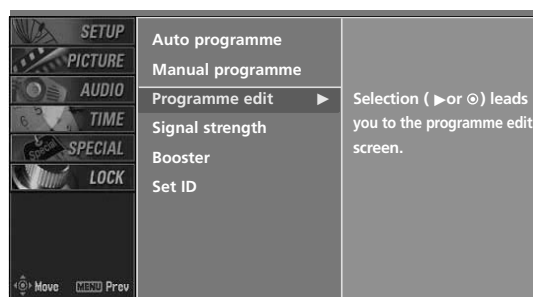 SETUP
PICTURE
AUDIO
TIME
SPECIAL
LOCK
Move MENU Prev
Auto programme
Manual programme
Programme edit ▶
Signal strength
Booster
Set ID
Selection ( ▶or ⊙) leads
you to the programme edit
screen.